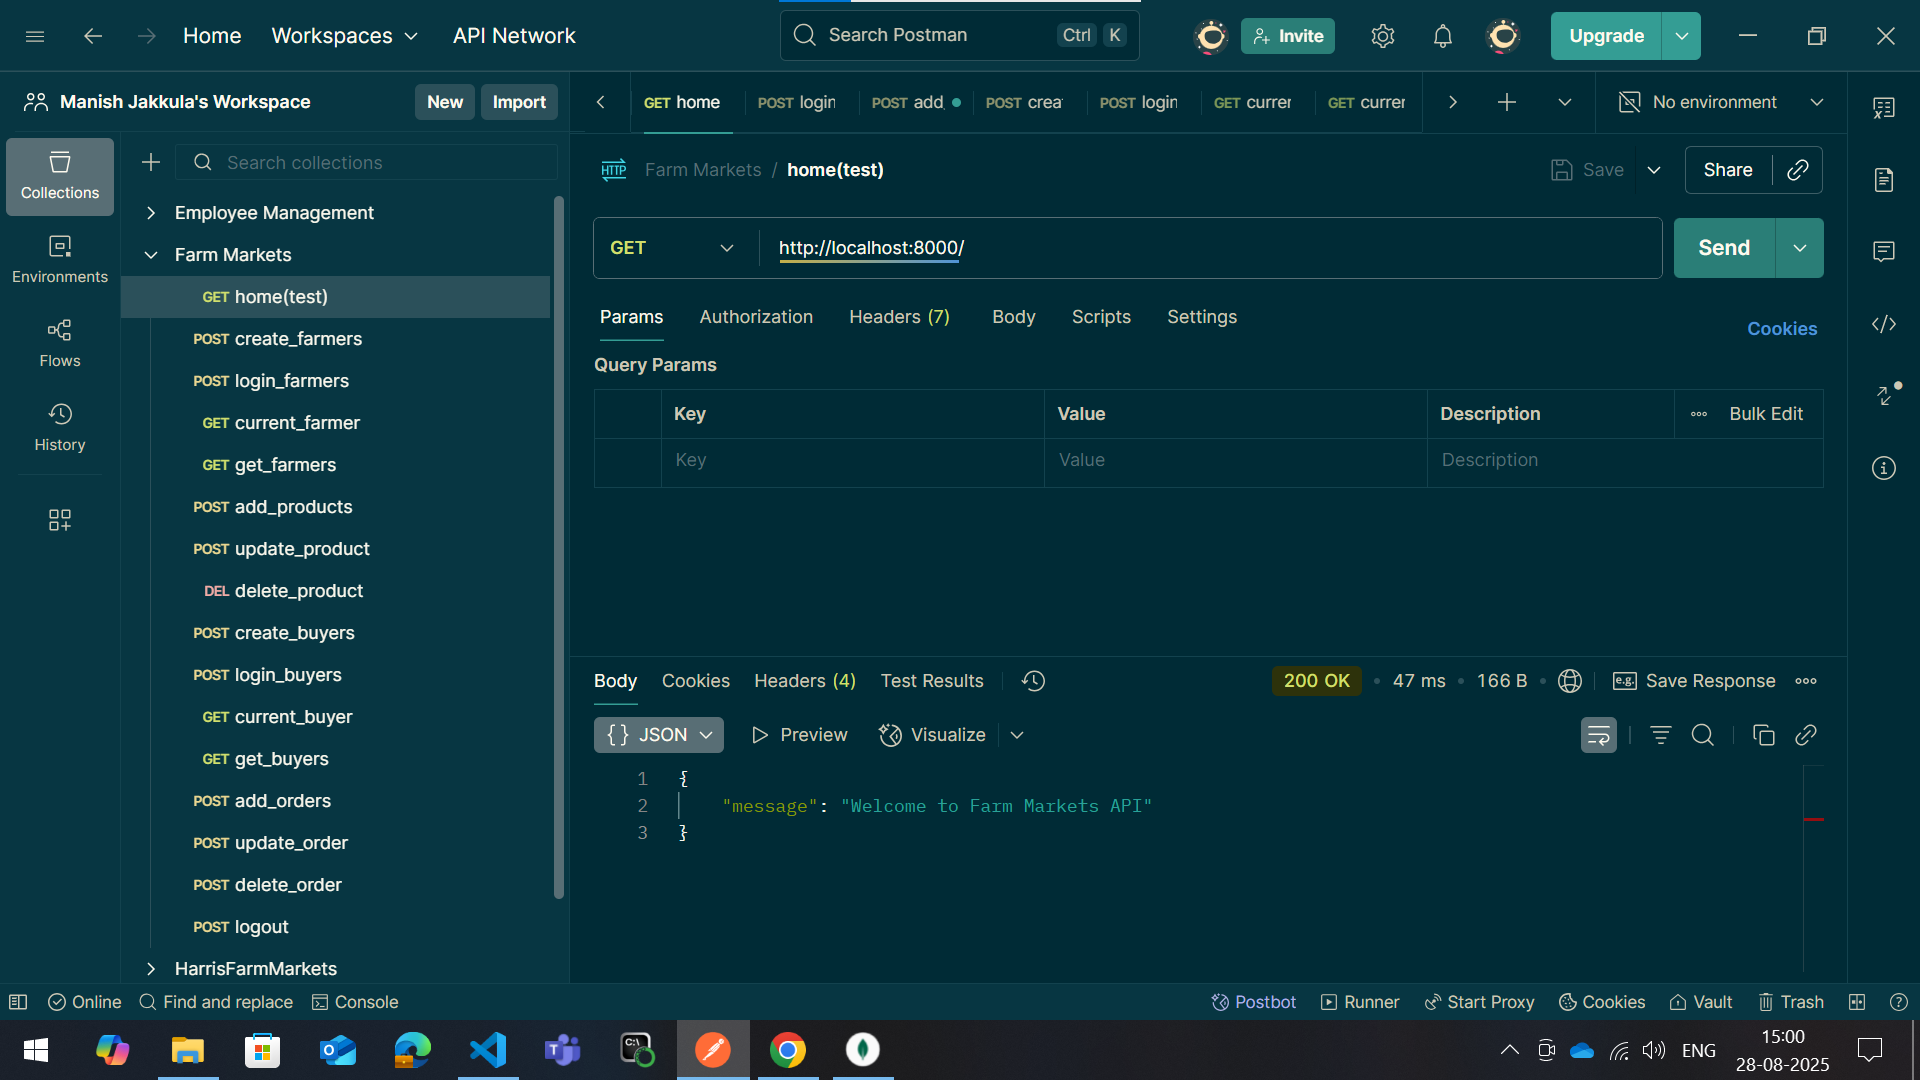 Home Workspaces API Network Search Postman Ctrl K Invite Upgrade
Manish Jakkula's Workspace New Import
GET home POST login POST add_ POST crea POST login GET currer GET currer No environment
Collections
Environments
Flows
History
Search collections
Employee Management
Farm Markets
GET home(test)
POST create_farmers
POST login_farmers
GET current_farmer
GET get_farmers
POST add_products
POST update_product
DEL delete_product
POST create_buyers
POST login_buyers
GET current_buyer
GET get_buyers
POST add_orders
POST update_order
POST delete_order
POST logout
HarrisFarmMarkets
HTTP Farm Markets / home(test) Save Share
GET http://localhost:8000/ Send
Params Authorization Headers (7) Body Scripts Settings Cookies
Query Params
Key Value Description Bulk Edit
Key Value Description
Body Cookies Headers (4) Test Results 200 OK 47 ms 166 B e.g. Save Response
{} JSON Preview Visualize
1 {
2 "message": "Welcome to Farm Markets API"
3 }
Online Find and replace Console Postbot Runner Start Proxy Cookies Vault Trash
ENG 15:00
28-08-2025